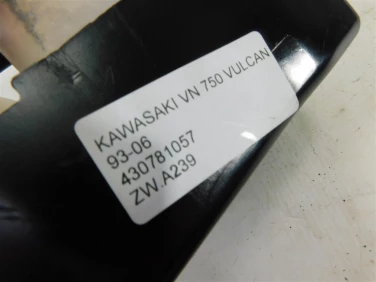 KAWASAKI VN 750 VULCAN
93-06
430781057
ZW.A239